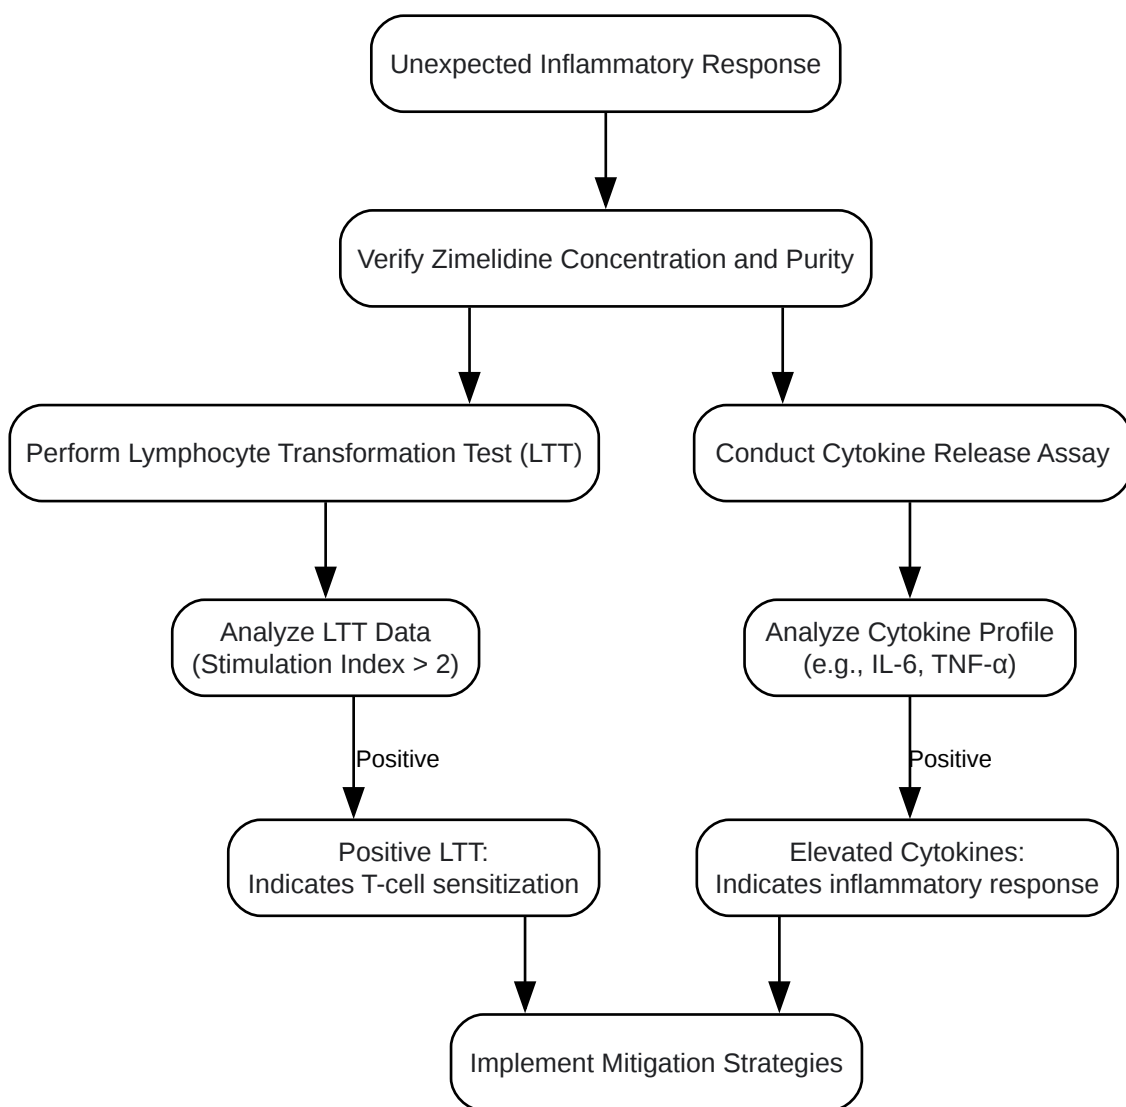 Unexpected Inflammatory Response
Verify Zimelidine Concentration and Purity
Perform Lymphocyte Transformation Test (LTT)
Conduct Cytokine Release Assay
Analyze LTT Data
(Stimulation Index > 2)
Analyze Cytokine Profile
(e.g., IL-6, TNF-α)
Positive
Positive
Positive LTT:
Indicates T-cell sensitization
Elevated Cytokines:
Indicates inflammatory response
Implement Mitigation Strategies